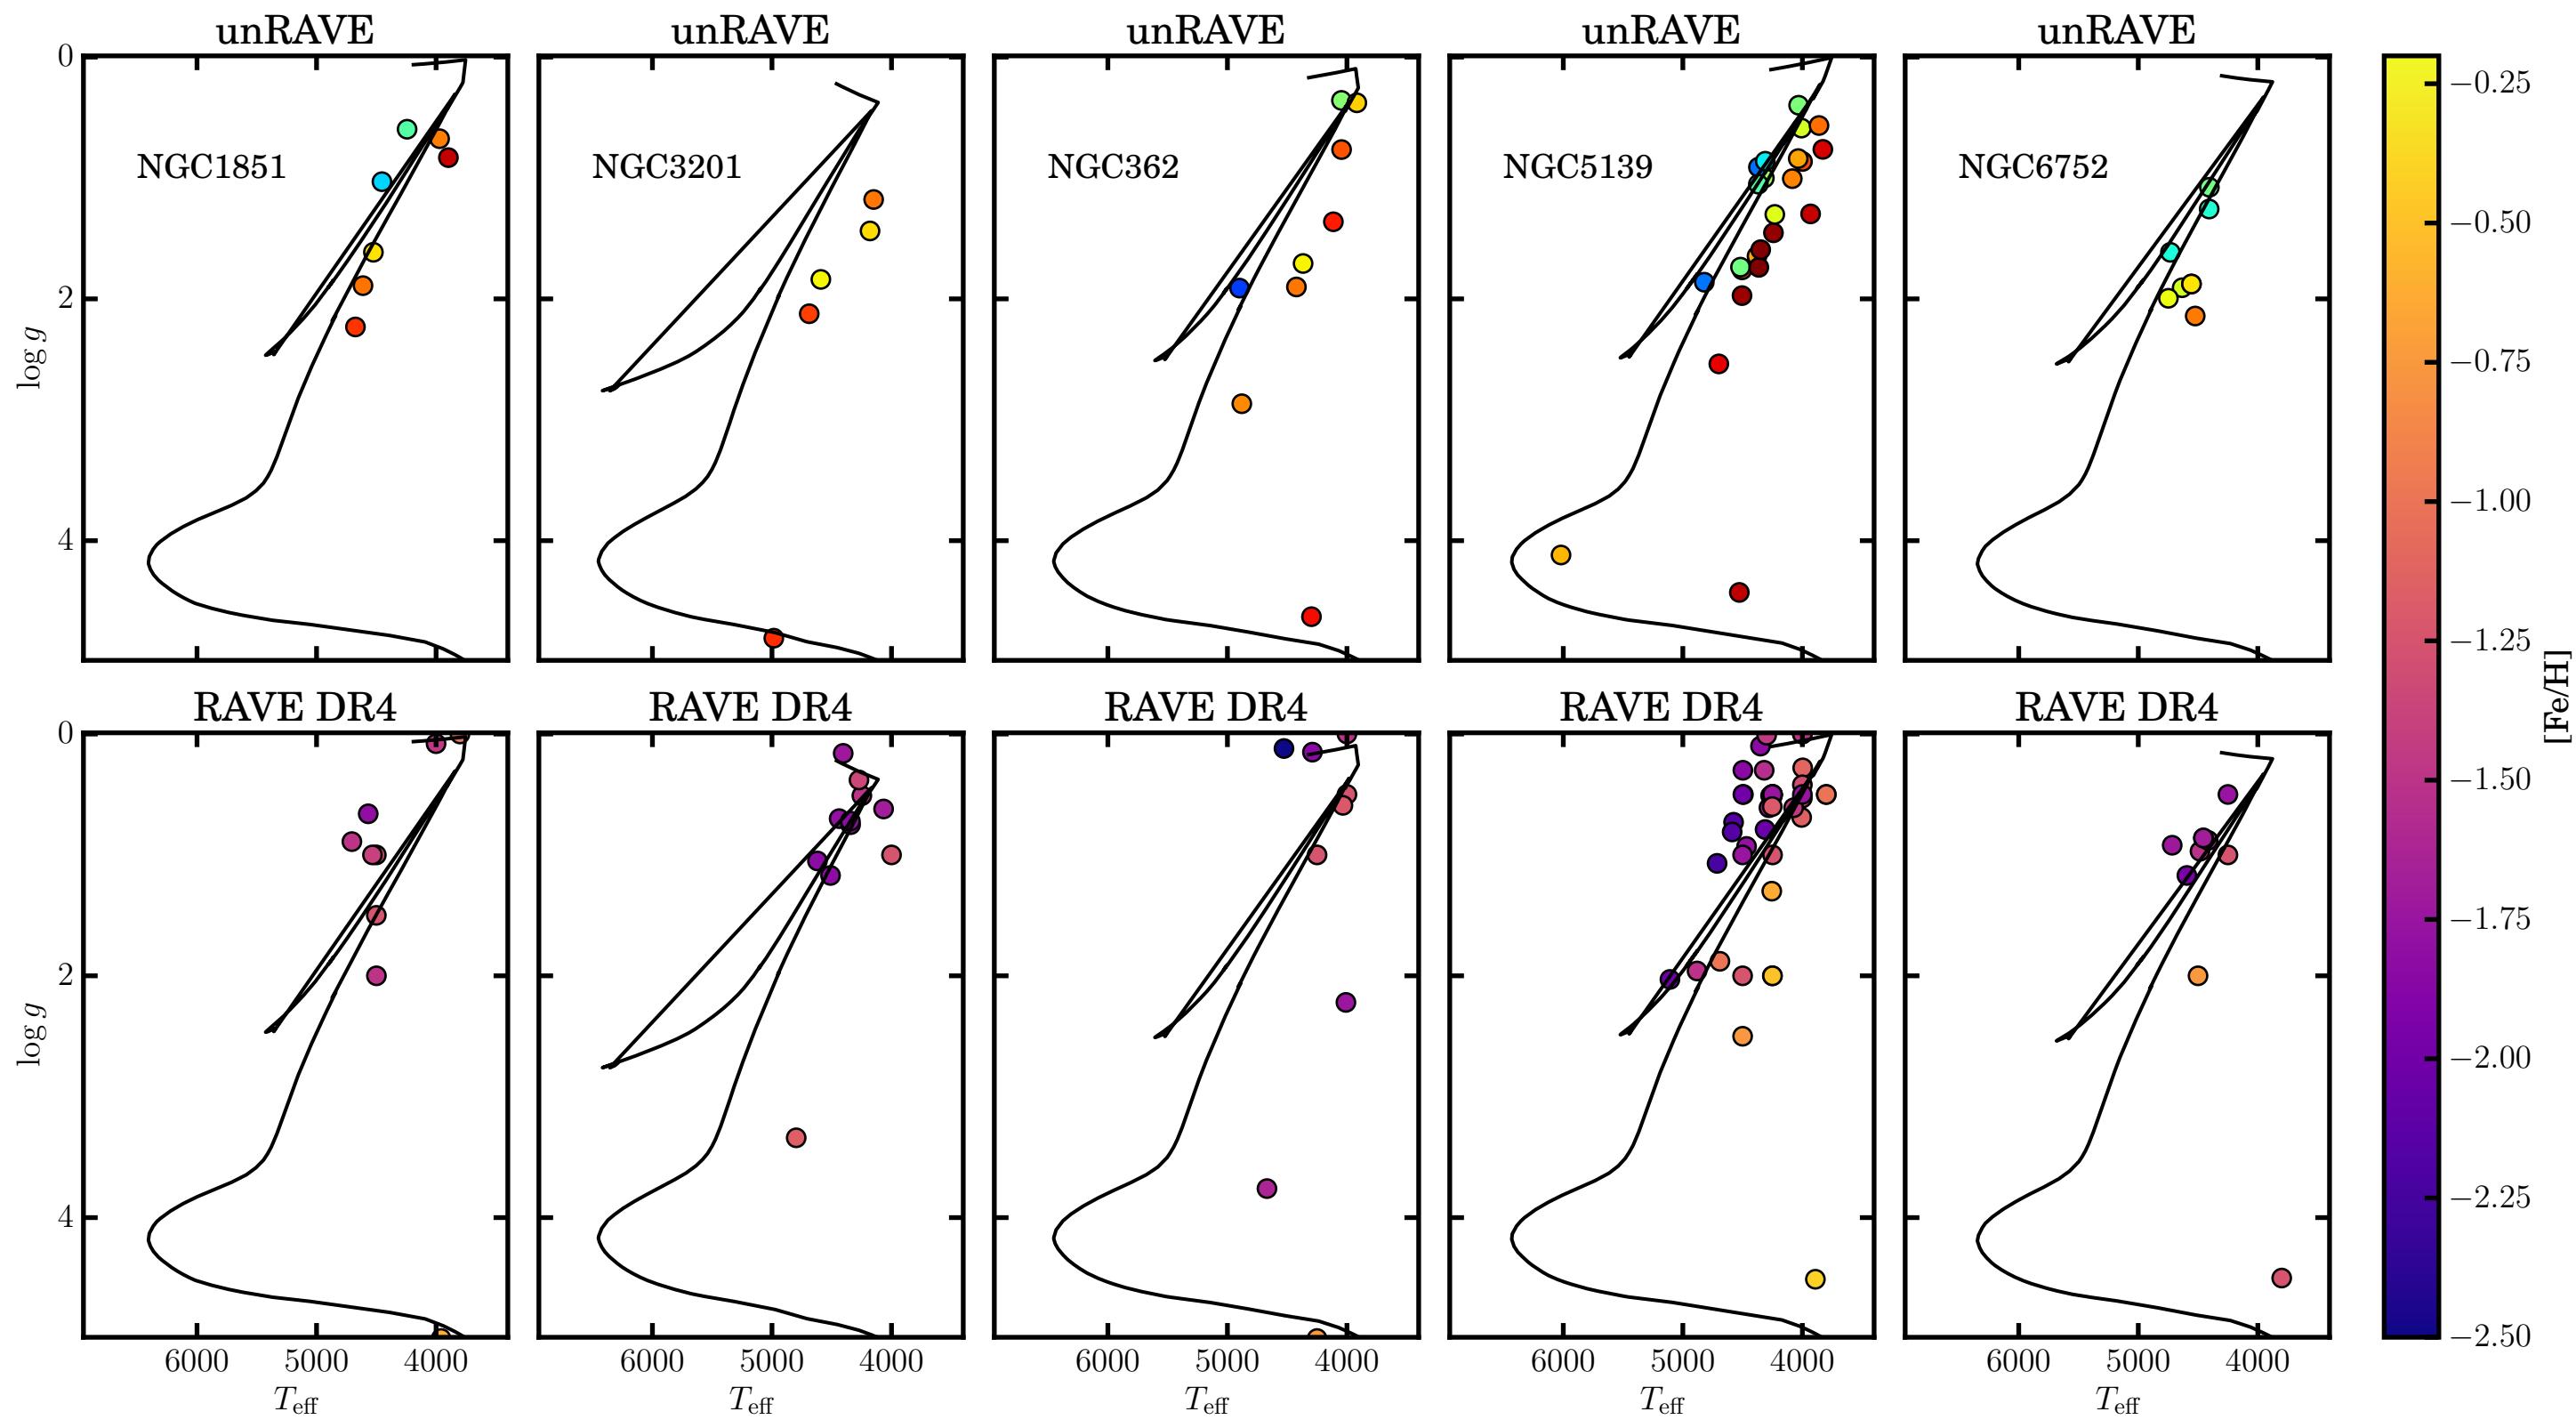 unRAVE unRAVE unRAVE unRAVE unRAVE
0
NGC1851 NGC3201 NGC362 NGC5139 NGC6752
2
log g
4
RAVE DR4 RAVE DR4 RAVE DR4 RAVE DR4 RAVE DR4
0
2
log g
4
6000 5000 4000 6000 5000 4000 6000 5000 4000 6000 5000 4000 6000 5000 4000
Teff Teff Teff Teff Teff
−0.25
−0.50
−0.75
−1.00
−1.25
−1.50
−1.75
−2.00
−2.25
−2.50
[Fe/H]